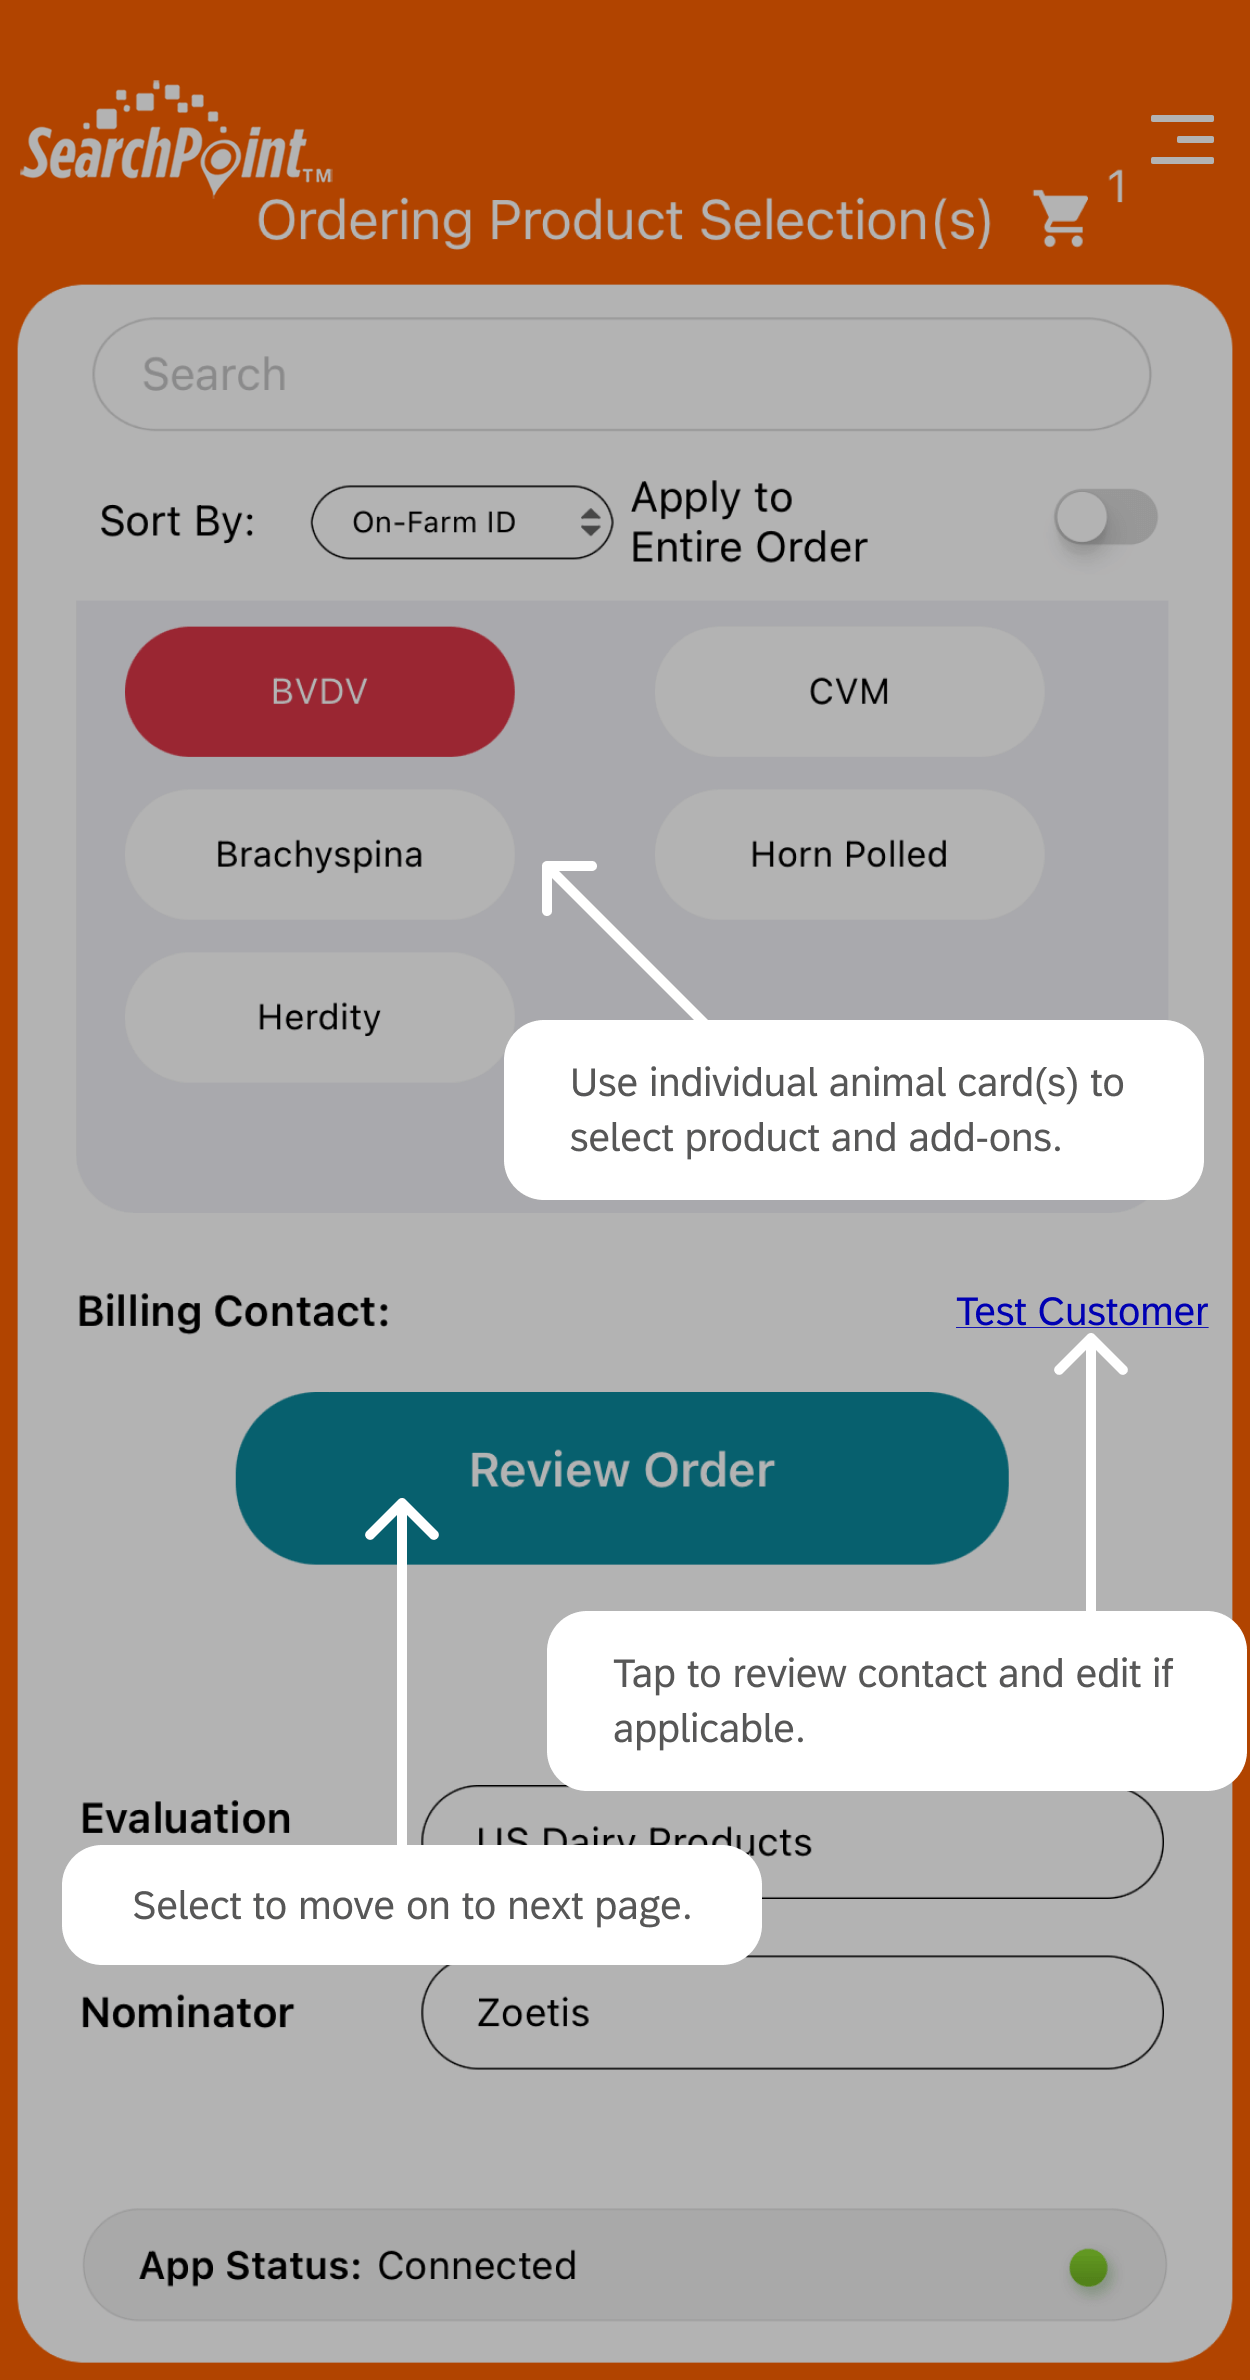 SearchPoint™
Ordering Product Selection(s)
1
Search
Sort By:
On-Farm ID
Apply to
Entire Order
BVDV
CVM
Brachyspina
Horn Polled
Herdity
Use individual animal card(s) to
select product and add-ons.
Billing Contact:
Test Customer
Review Order
Tap to review contact and edit if
applicable.
Evaluation
US Dairy Products
Select to move on to next page.
Nominator
Zoetis
App Status: Connected